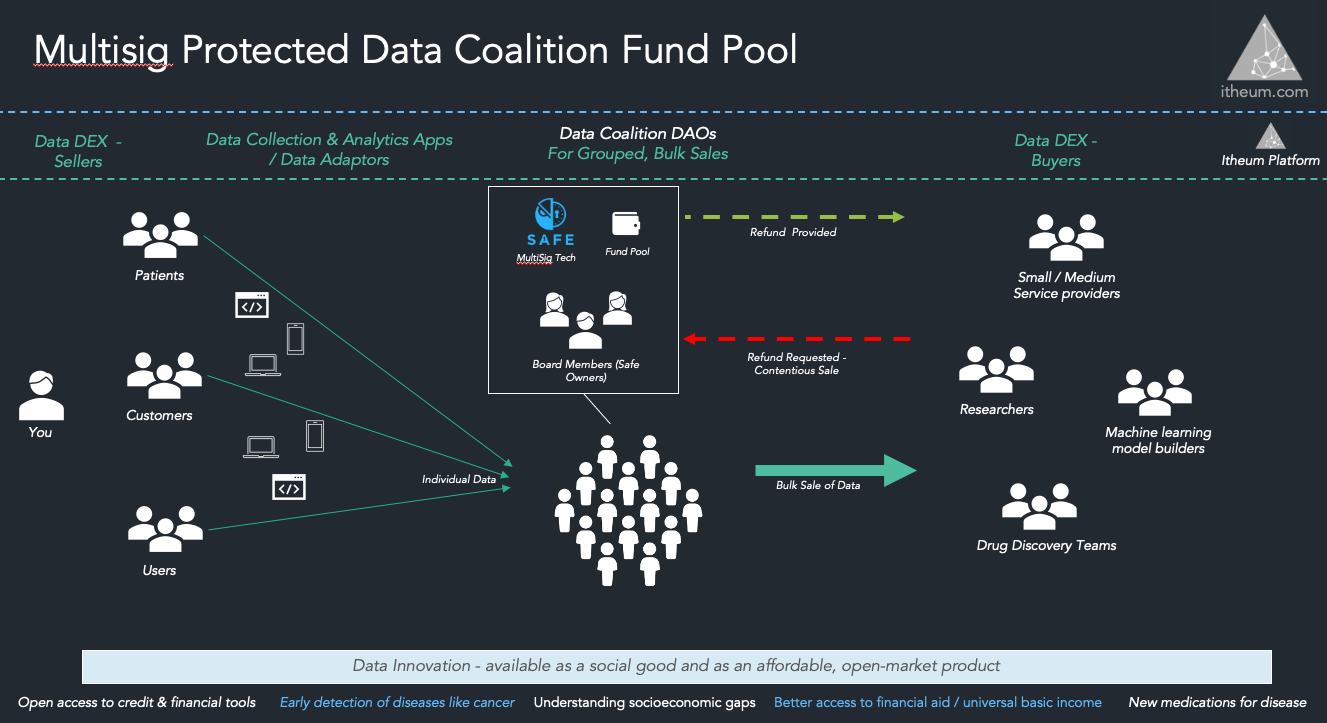 Multisig Protected Data Coalition Fund Pool
itheum.com
Data DEX -
Sellers
Data Collection & Analytics Apps
/ Data Adaptors
Data Coalition DAOs
For Grouped, Bulk Sales
Data DEX -
Buyers
Itheum Platform
Patients
Customers
You
Users
</>
</>
Individual Data
SAFE
MultiSig Tech
Fund Pool
Board Members (Safe
Owners)
Refund Provided
Refund Requested -
Contentious Sale
Bulk Sale of Data
Small / Medium
Service providers
Researchers
Machine learning
model builders
Drug Discovery Teams
Data Innovation - available as a social good and as an affordable, open-market product
Open access to credit & financial tools
Early detection of diseases like cancer
Understanding socioeconomic gaps
Better access to financial aid / universal basic income
New medications for disease